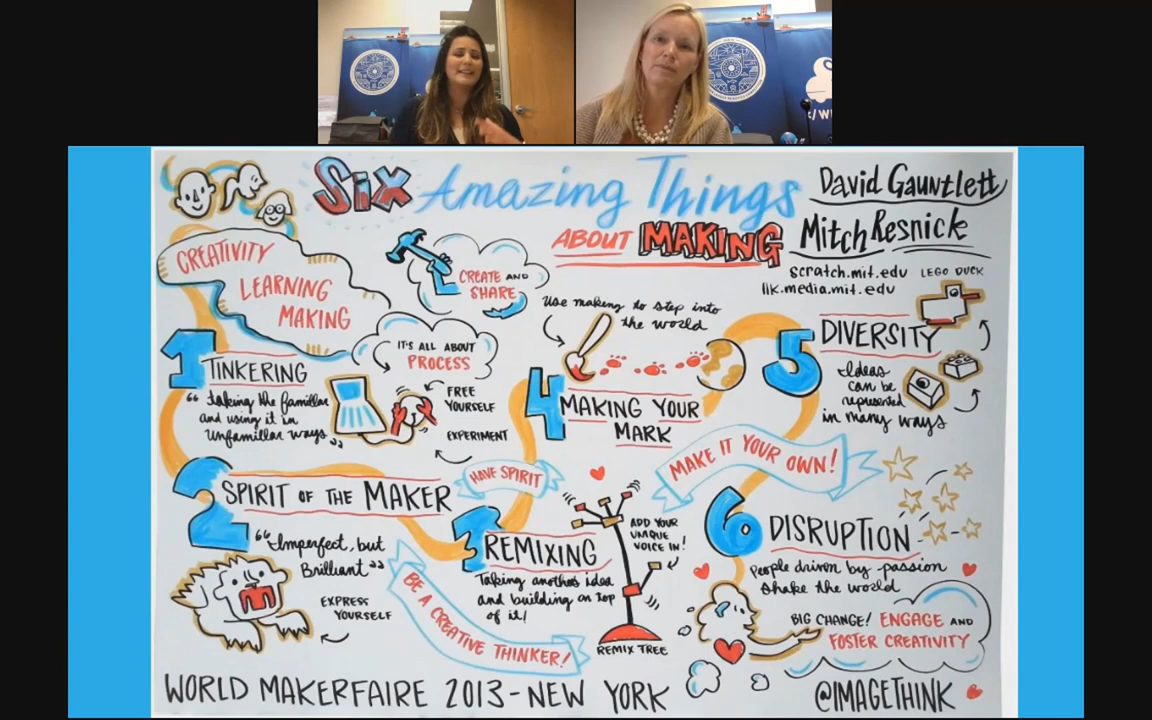 Six Amazing Things
ABOUT MAKING
David Gauntlett
Mitch Resnick
scratch.mit.edu
llk.media.mit.edu
LEGO DUCK
CREATIVITY
LEARNING
MAKING
CREATE AND
SHARE
IT'S ALL ABOUT
PROCESS
1 TINKERING
"taking the familiar
and using it in
unfamiliar ways"
FREE
YOURSELF
EXPERIMENT
2 SPIRIT OF THE MAKER
"Imperfect, but
Brilliant"
EXPRESS
YOURSELF
HAVE SPIRIT
BE A CREATIVE THINKER!
3 REMIXING
Taking another idea
and building on top
of it!
ADD YOUR
UNIQUE
VOICE IN!
REMIX TREE
Use making to step into
the world
4 MAKING YOUR
MARK
MAKE IT YOUR OWN!
5 DIVERSITY
Ideas
can be
represented
in many ways
6 DISRUPTION
People driven by passion
shake the world
BIG CHANGE! ENGAGE AND
FOSTER CREATIVITY
WORLD MAKERFAIRE 2013-NEW YORK
@IMAGETHINK